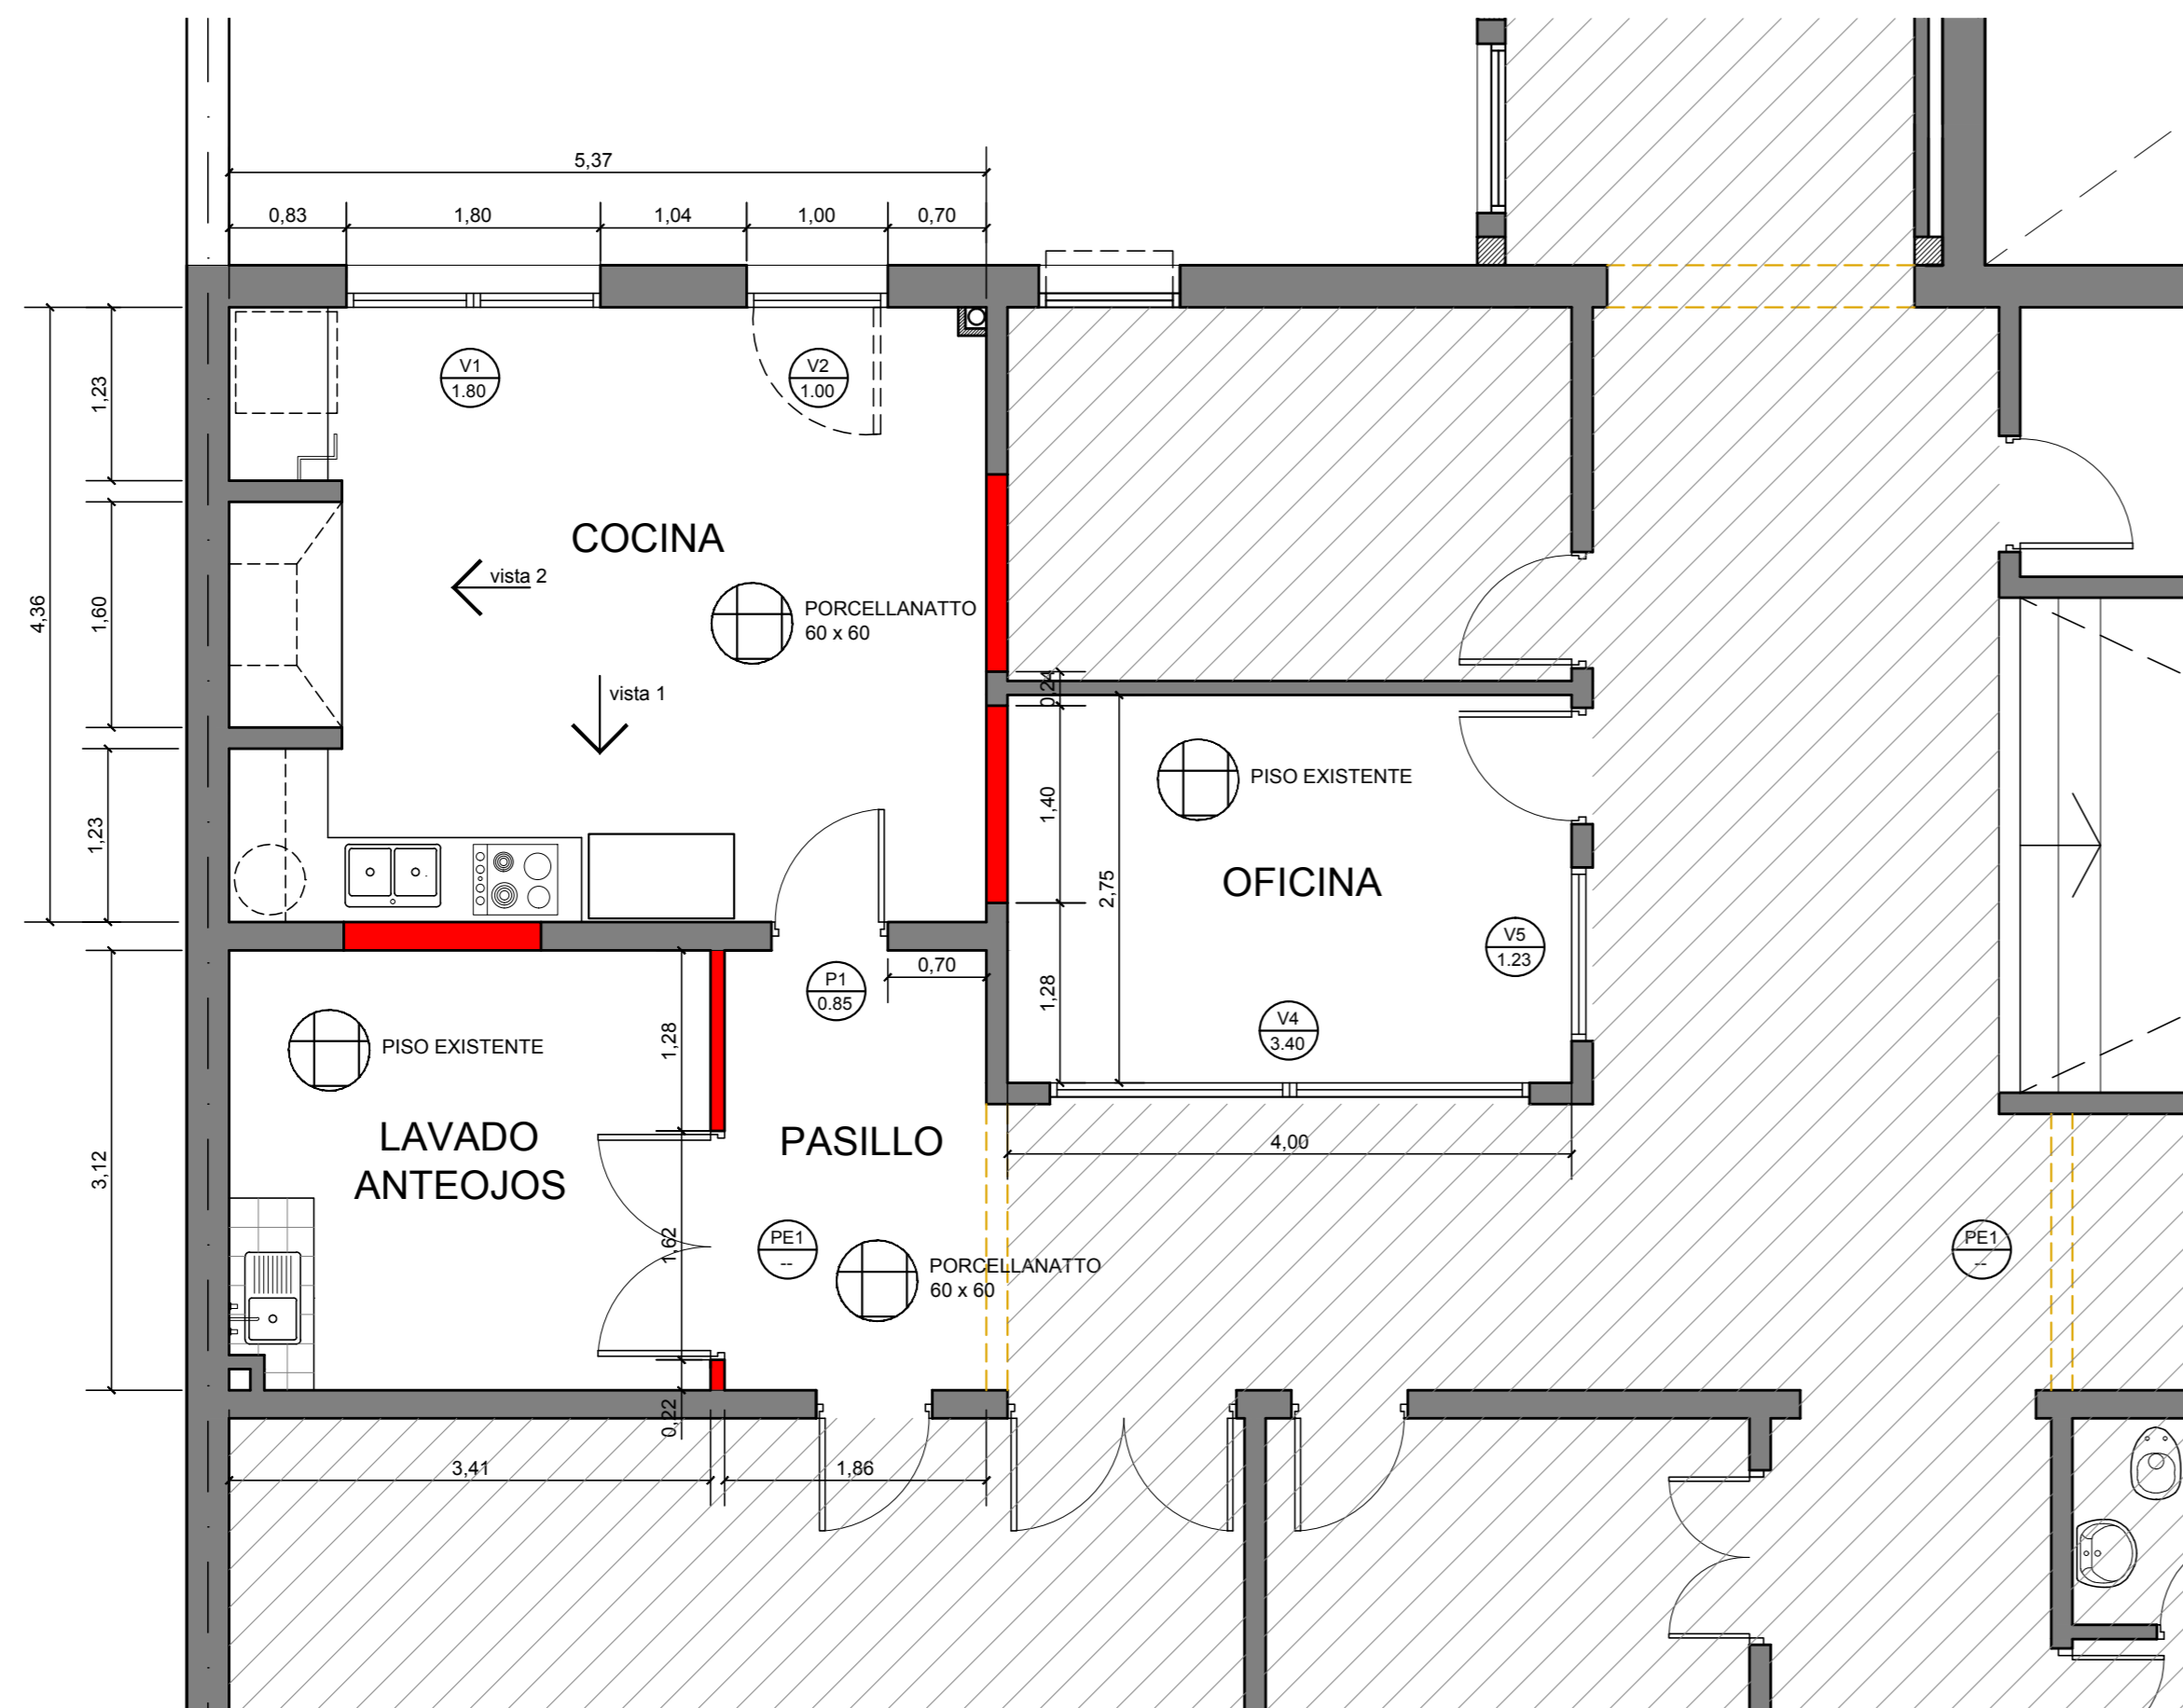 5,37
0,83
1,80
1,04
1,00
0,70
V1
1.80
V2
1.00
1,23
COCINA
vista 2
PORCELLANATTO
60 x 60
4,36
1,60
vista 1
0,24
PISO EXISTENTE
1,40
1,23
2,75
OFICINA
V5
1.23
0,70
P1
0.85
1,28
V4
3.40
1,28
PISO EXISTENTE
LAVADO
ANTEOJOS
PASILLO
4,00
3,12
1,62
PE1
--
PORCELLANATTO
60 x 60
PE1
--
0,22
3,41
1,86